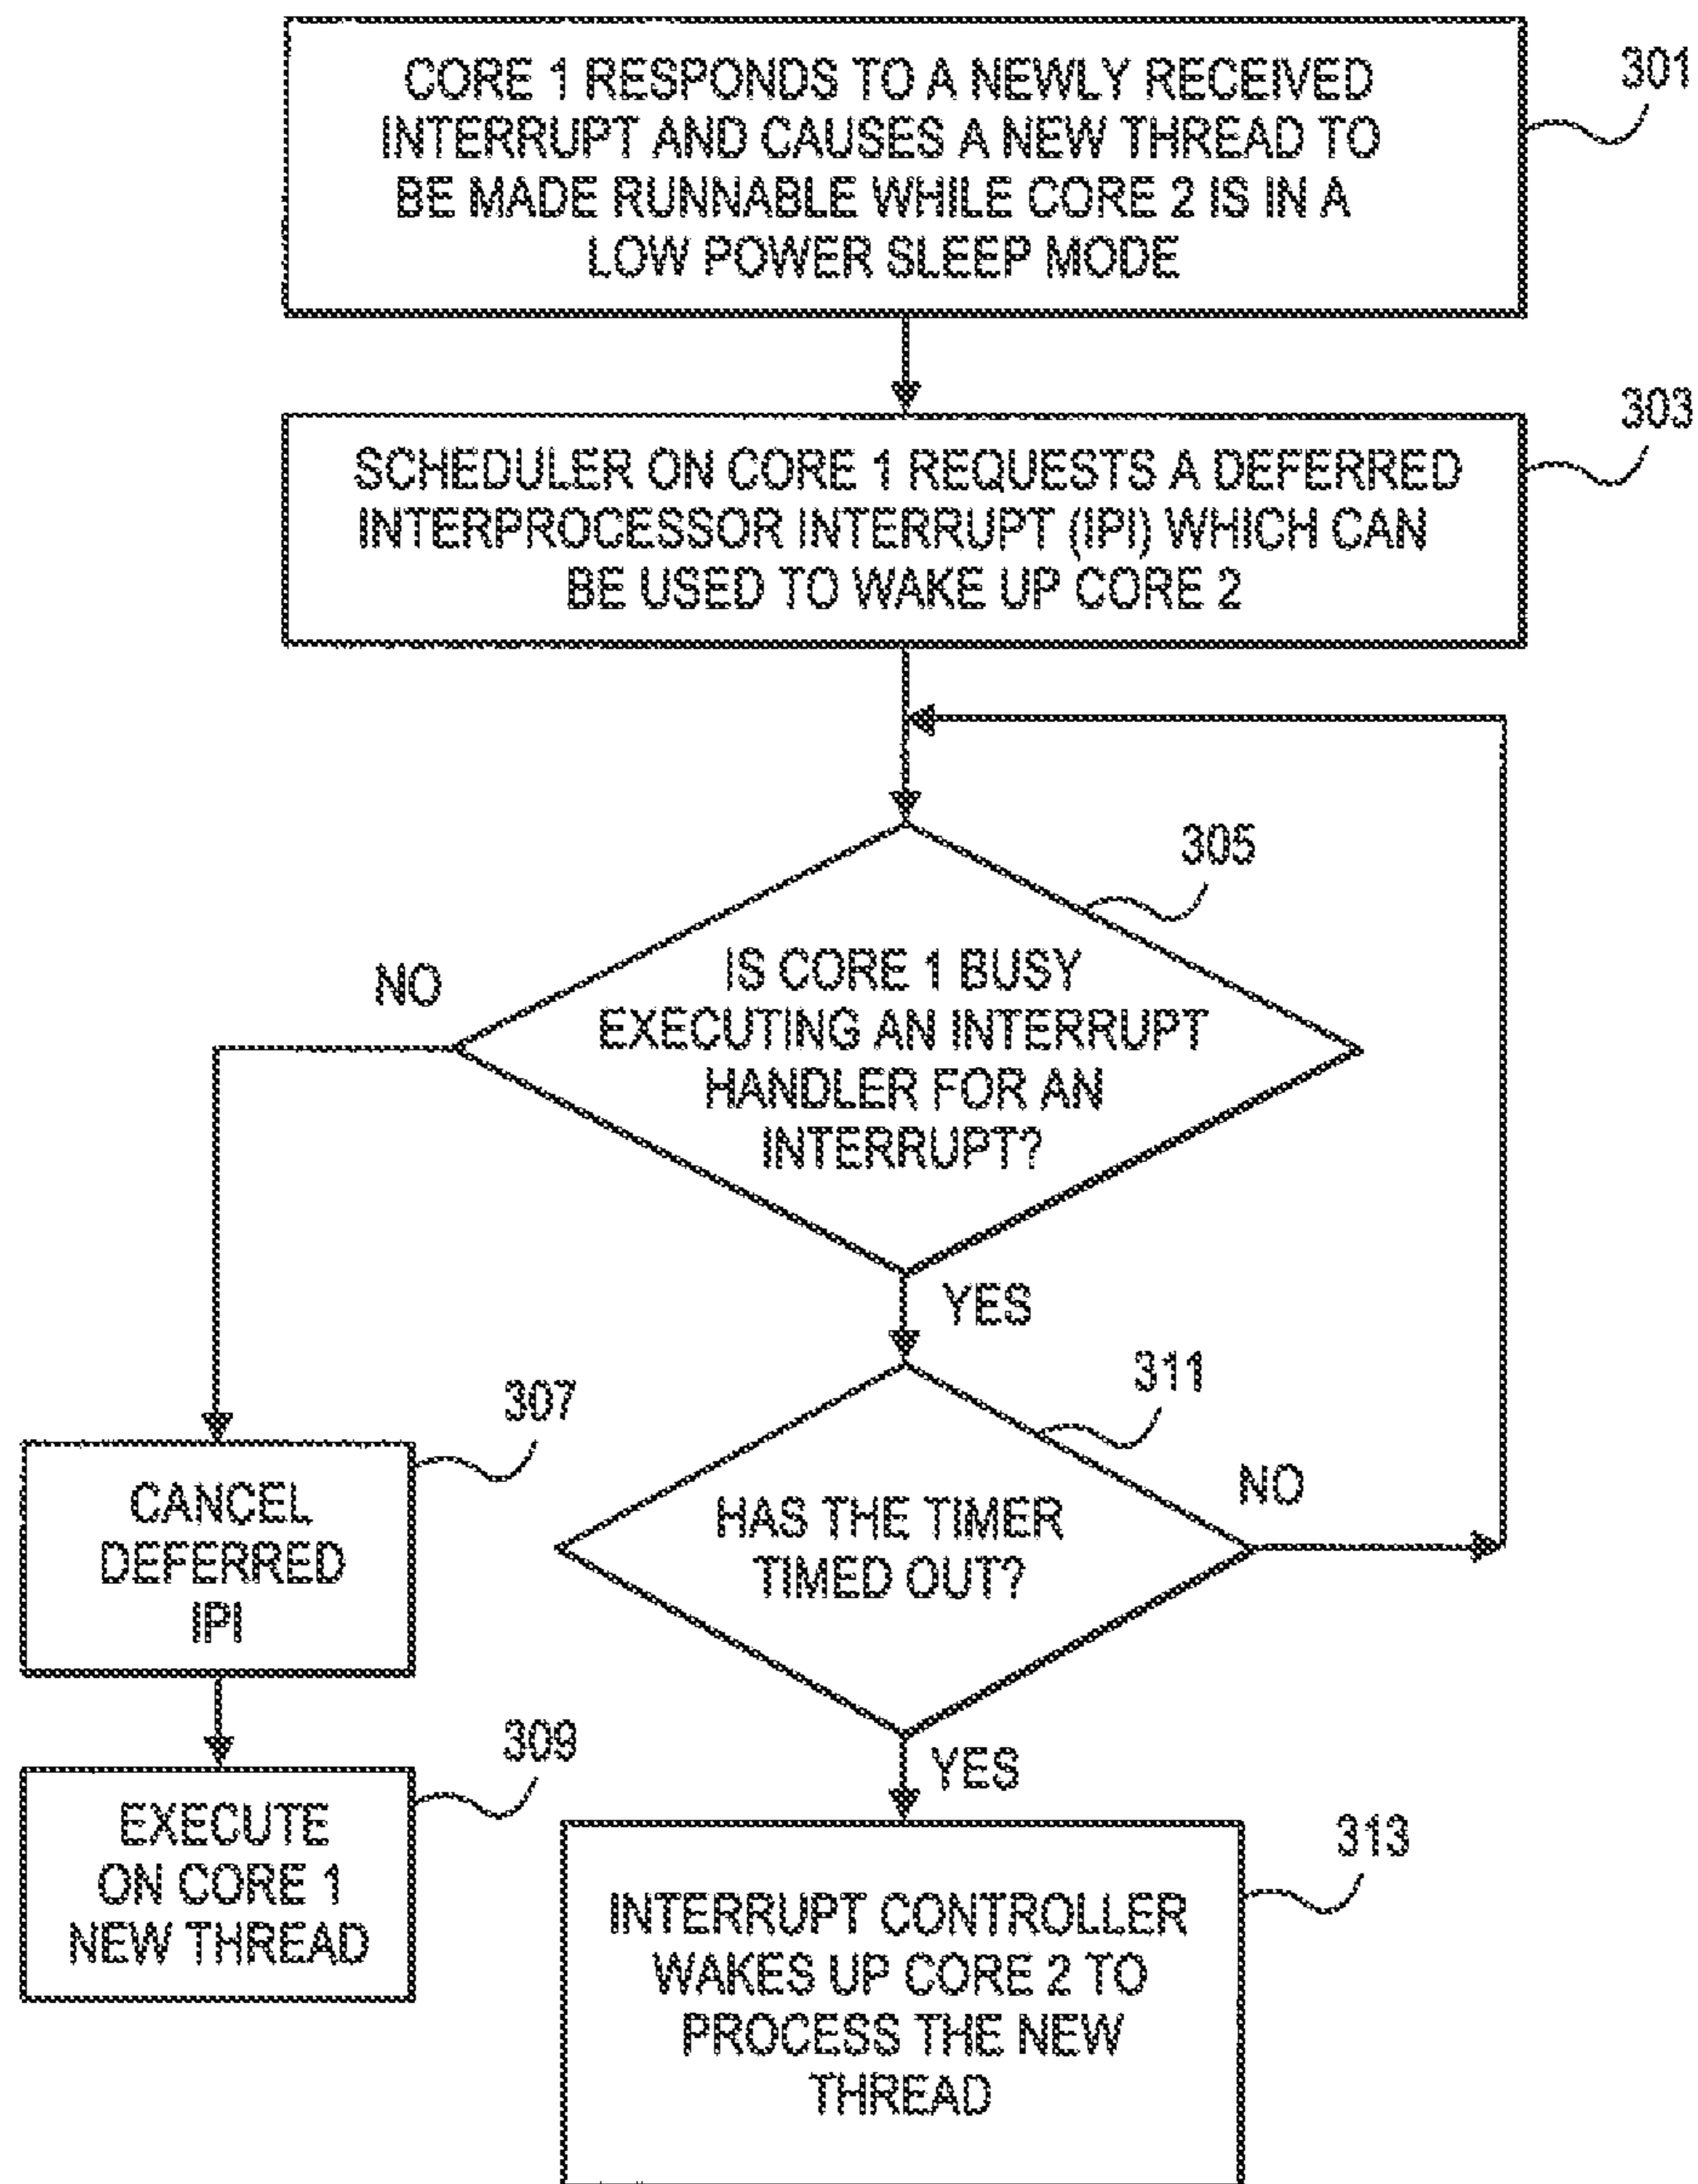 CORE 1 RESPONDS TO A NEWLY RECEIVED
INTERRUPT AND CAUSES A NEW THREAD TO
BE MADE RUNNABLE WHILE CORE 2 IS IN A
LOW POWER SLEEP MODE
301
SCHEDULER ON CORE 1 REQUESTS A DEFERRED
INTERPROCESSOR INTERRUPT (IPI) WHICH CAN
BE USED TO WAKE UP CORE 2
303
305
IS CORE 1 BUSY
EXECUTING AN INTERRUPT
HANDLER FOR AN
INTERRUPT?
NO
YES
307
CANCEL
DEFERRED
IPI
311
HAS THE TIMER
TIMED OUT?
NO
YES
309
EXECUTE
ON CORE 1
NEW THREAD
313
INTERRUPT CONTROLLER
WAKES UP CORE 2 TO
PROCESS THE NEW
THREAD